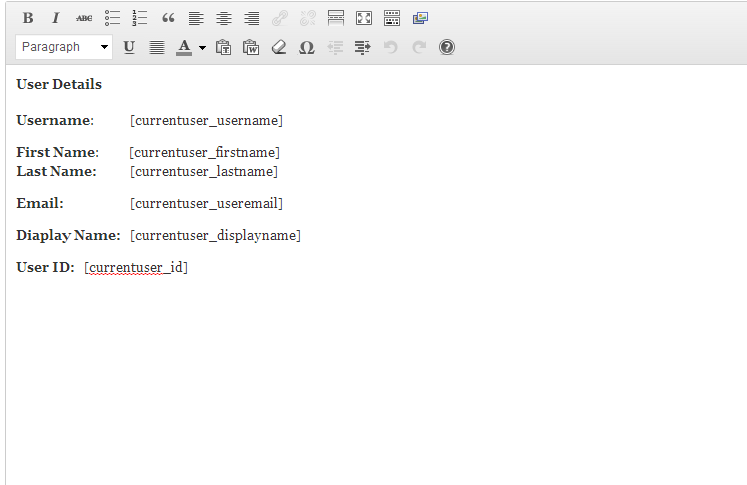 B I ABC
Paragraph U A T W Ω ?
User Details
Username: [currentuser_username]
First Name: [currentuser_firstname]
Last Name: [currentuser_lastname]
Email: [currentuser_useremail]
Diaplay Name: [currentuser_displayname]
User ID: [currentuser_id]